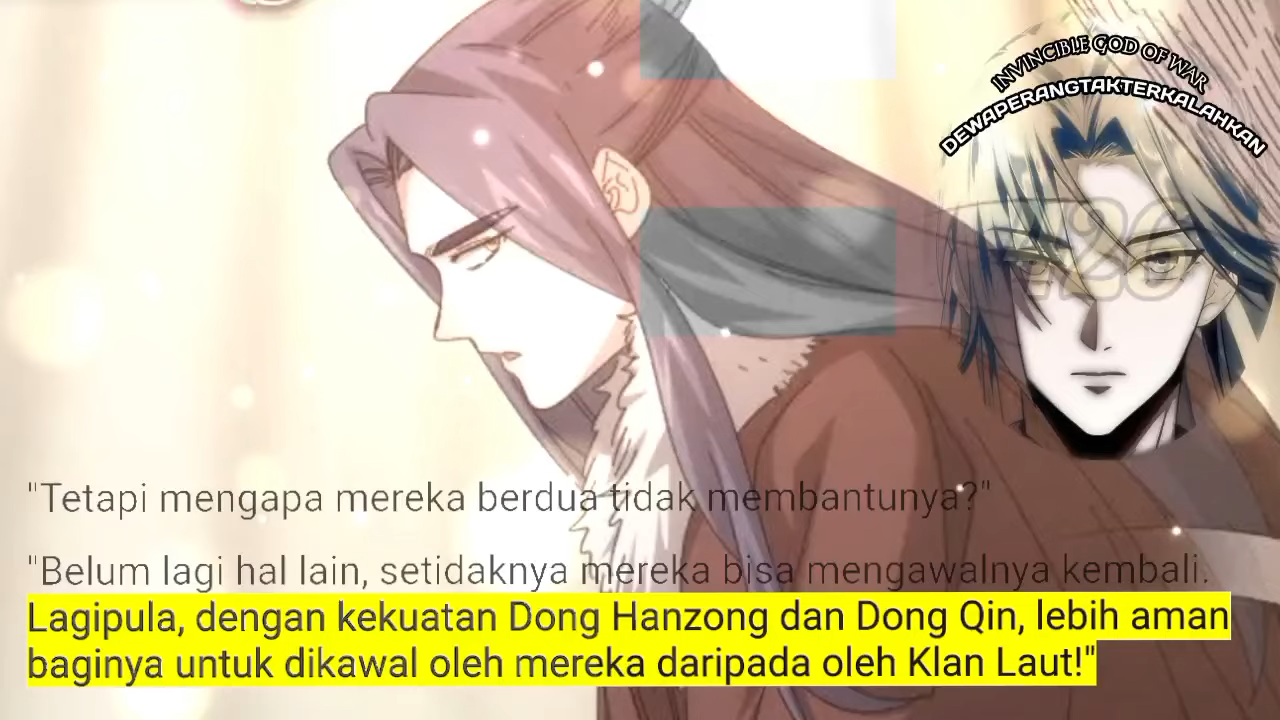 INVINCIBLE GOD OF WAR
DEWAPERANGTAKTERKALAHKAN
"Tetapi mengapa mereka berdua tidak membantunya?"
"Belum lagi hal lain, setidaknya mereka bisa mengawalnya kembali.
Lagipula, dengan kekuatan Dong Hanzong dan Dong Qin, lebih aman
baginya untuk dikawal oleh mereka daripada oleh Klan Laut!"